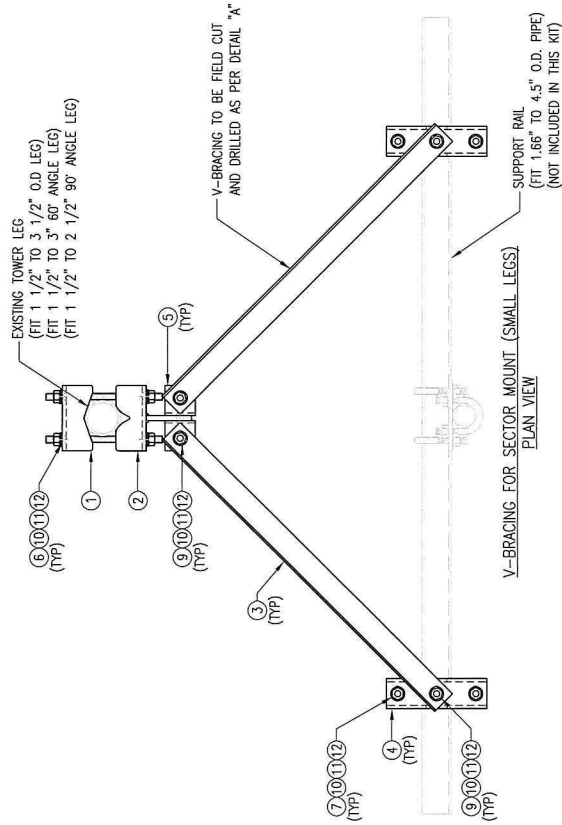 EXISTING TOWER LEG
(FIT 1 1/2" TO 3 1/2" O.D LEG)
(FIT 1 1/2" TO 3" 60° ANGLE LEG)
(FIT 1 1/2" TO 2 1/2" 90° ANGLE LEG)
6 10 11 12
(TYP)
1
2
5
(TYP)
9 10 11 12
(TYP)
V-BRACING TO BE FIELD CUT
AND DRILLED AS PER DETAIL "A"
3
(TYP)
7 10 11 12
(TYP)
4
(TYP)
9 10 11 12
(TYP)
SUPPORT RAIL
(FIT 1.66" TO 4.5" O.D. PIPE)
(NOT INCLUDED IN THIS KIT)
V-BRACING FOR SECTOR MOUNT (SMALL LEGS)
PLAN VIEW